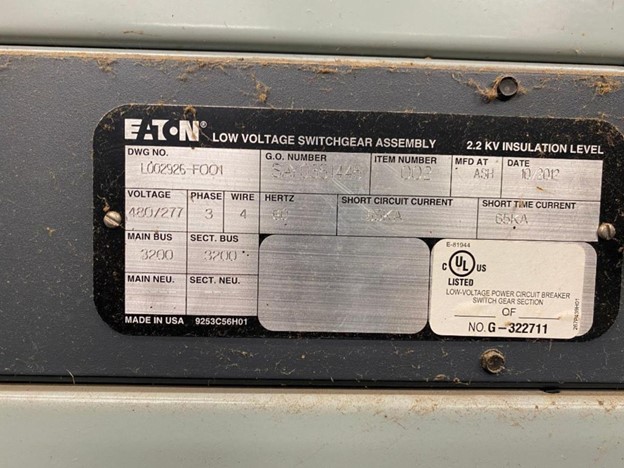 EATON® LOW VOLTAGE SWITCHGEAR ASSEMBLY 2.2 KV INSULATION LEVEL
DWG NO. G.O. NUMBER ITEM NUMBER MFD AT DATE
L002926-F001 002 ASH 10/2012
VOLTAGE PHASE WIRE HERTZ SHORT CIRCUIT CURRENT SHORT TIME CURRENT
480/277 3 4 65KA
MAIN BUS SECT. BUS
3200 3200
MAIN NEU. SECT. NEU.
MADE IN USA 9253C56H01
E-81944
C UL US
LISTED
LOW-VOLTAGE POWER CIRCUIT BREAKER
SWITCH GEAR SECTION
OF
NO. G-322711